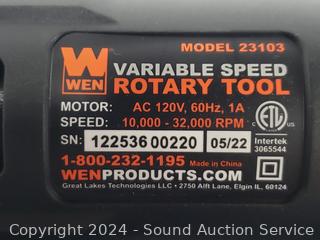 MODEL 23103
WEN
VARIABLE SPEED
ROTARY TOOL
MOTOR: AC 120V, 60Hz, 1A
SPEED: 10,000 - 32,000 RPM
SN: 122536 00220 05/22
ETL
Intertek
3065544
1-800-232-1195 Made in China
WENPRODUCTS.COM
Great Lakes Technologies LLC • 2750 Alft Lane, Elgin IL, 60124
Copyright 2024 - Sound Auction Service